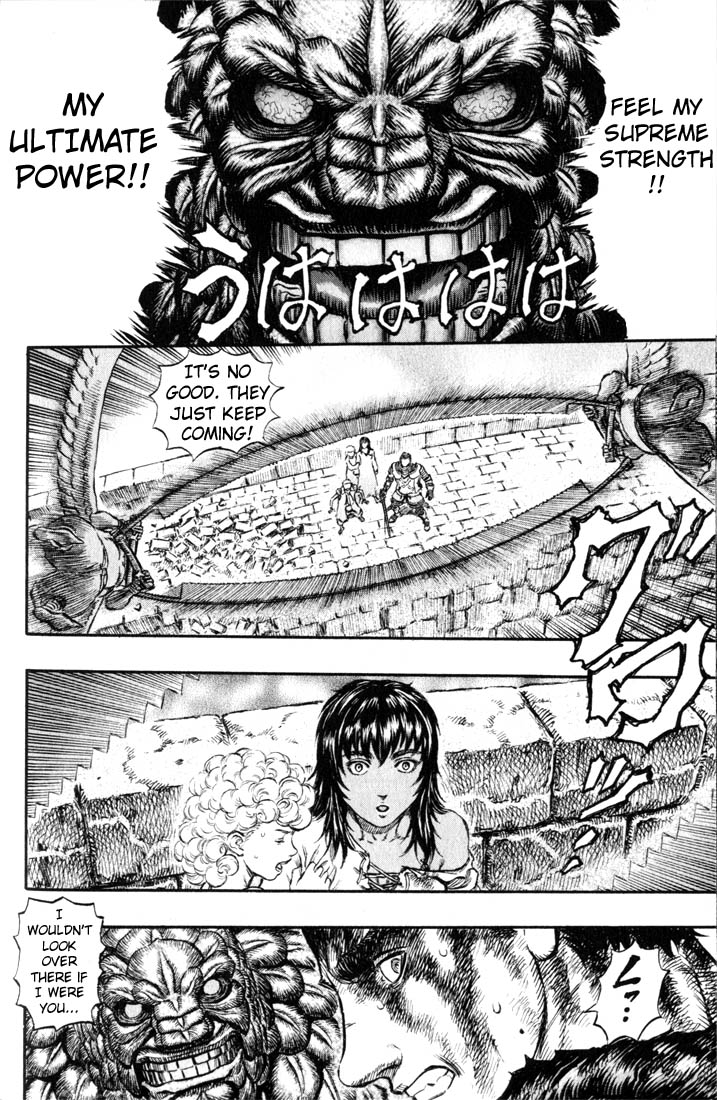 FEEL MY
SUPREME
STRENGTH
!!
MY
ULTIMATE
POWER!!
うはははは
IT'S NO
GOOD. THEY
JUST KEEP
COMING!
グワッ
I
WOULDN'T
LOOK
OVER
THERE IF
I WERE
YOU...